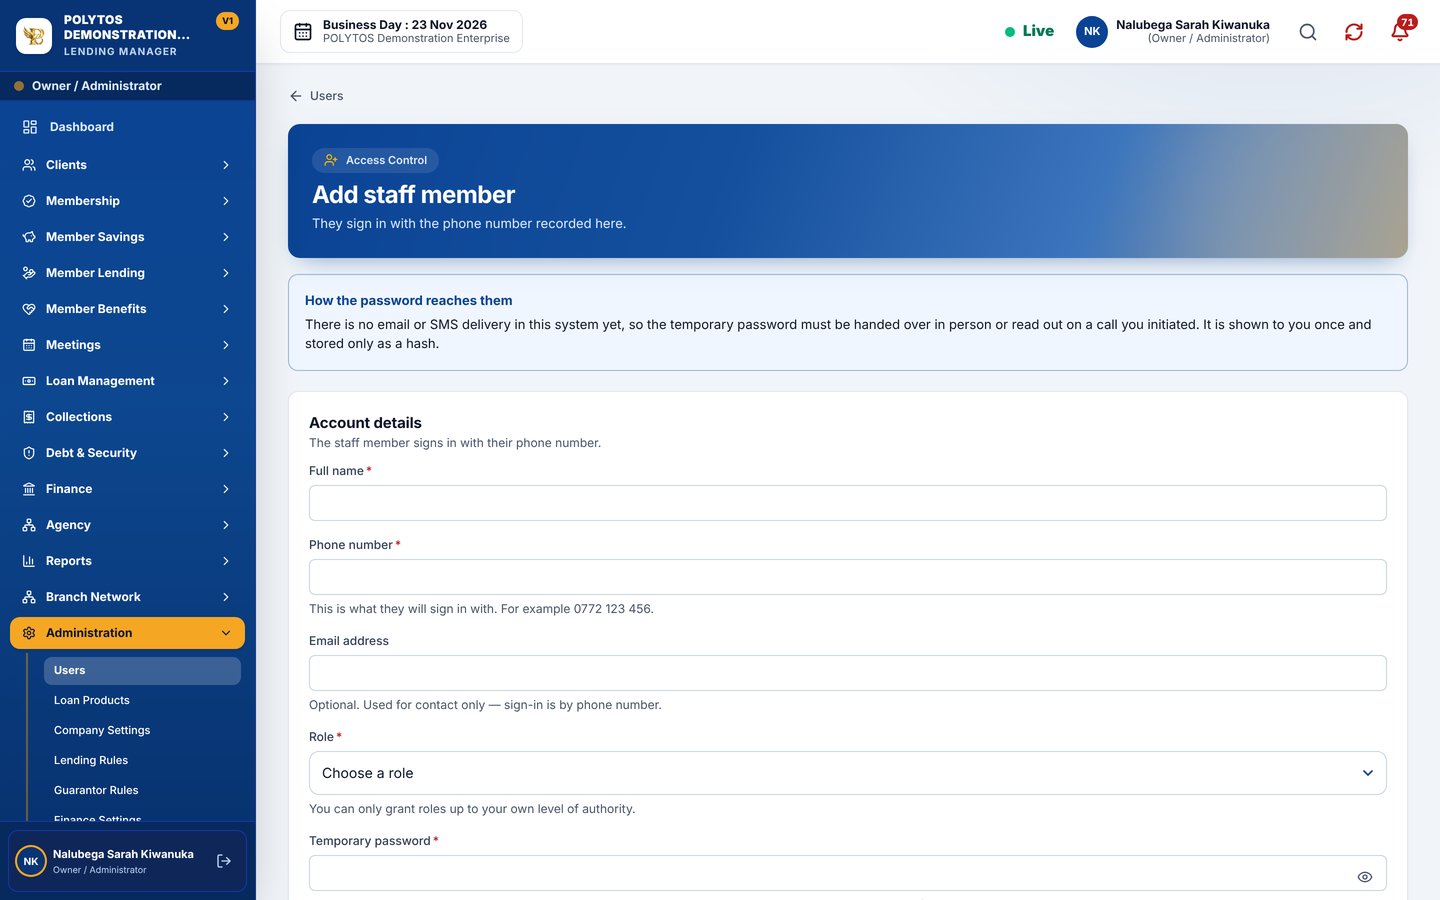 POLYTOS
DEMONSTRATION...
LENDING MANAGER
V1
Owner / Administrator
Dashboard
Clients
Membership
Member Savings
Member Lending
Member Benefits
Meetings
Loan Management
Collections
Debt & Security
Finance
Agency
Reports
Branch Network
Administration
Users
Loan Products
Company Settings
Lending Rules
Guarantor Rules
Finance Settings
NK
Nalubega Sarah Kiwanuka
Owner / Administrator
Business Day : 23 Nov 2026
POLYTOS Demonstration Enterprise
Live
NK
Nalubega Sarah Kiwanuka
(Owner / Administrator)
71
Users
Access Control
Add staff member
They sign in with the phone number recorded here.
How the password reaches them
There is no email or SMS delivery in this system yet, so the temporary password must be handed over in person or read out on a call you initiated. It is shown to you once and
stored only as a hash.
Account details
The staff member signs in with their phone number.
Full name *
Phone number *
This is what they will sign in with. For example 0772 123 456.
Email address
Optional. Used for contact only — sign-in is by phone number.
Role *
Choose a role
You can only grant roles up to your own level of authority.
Temporary password *